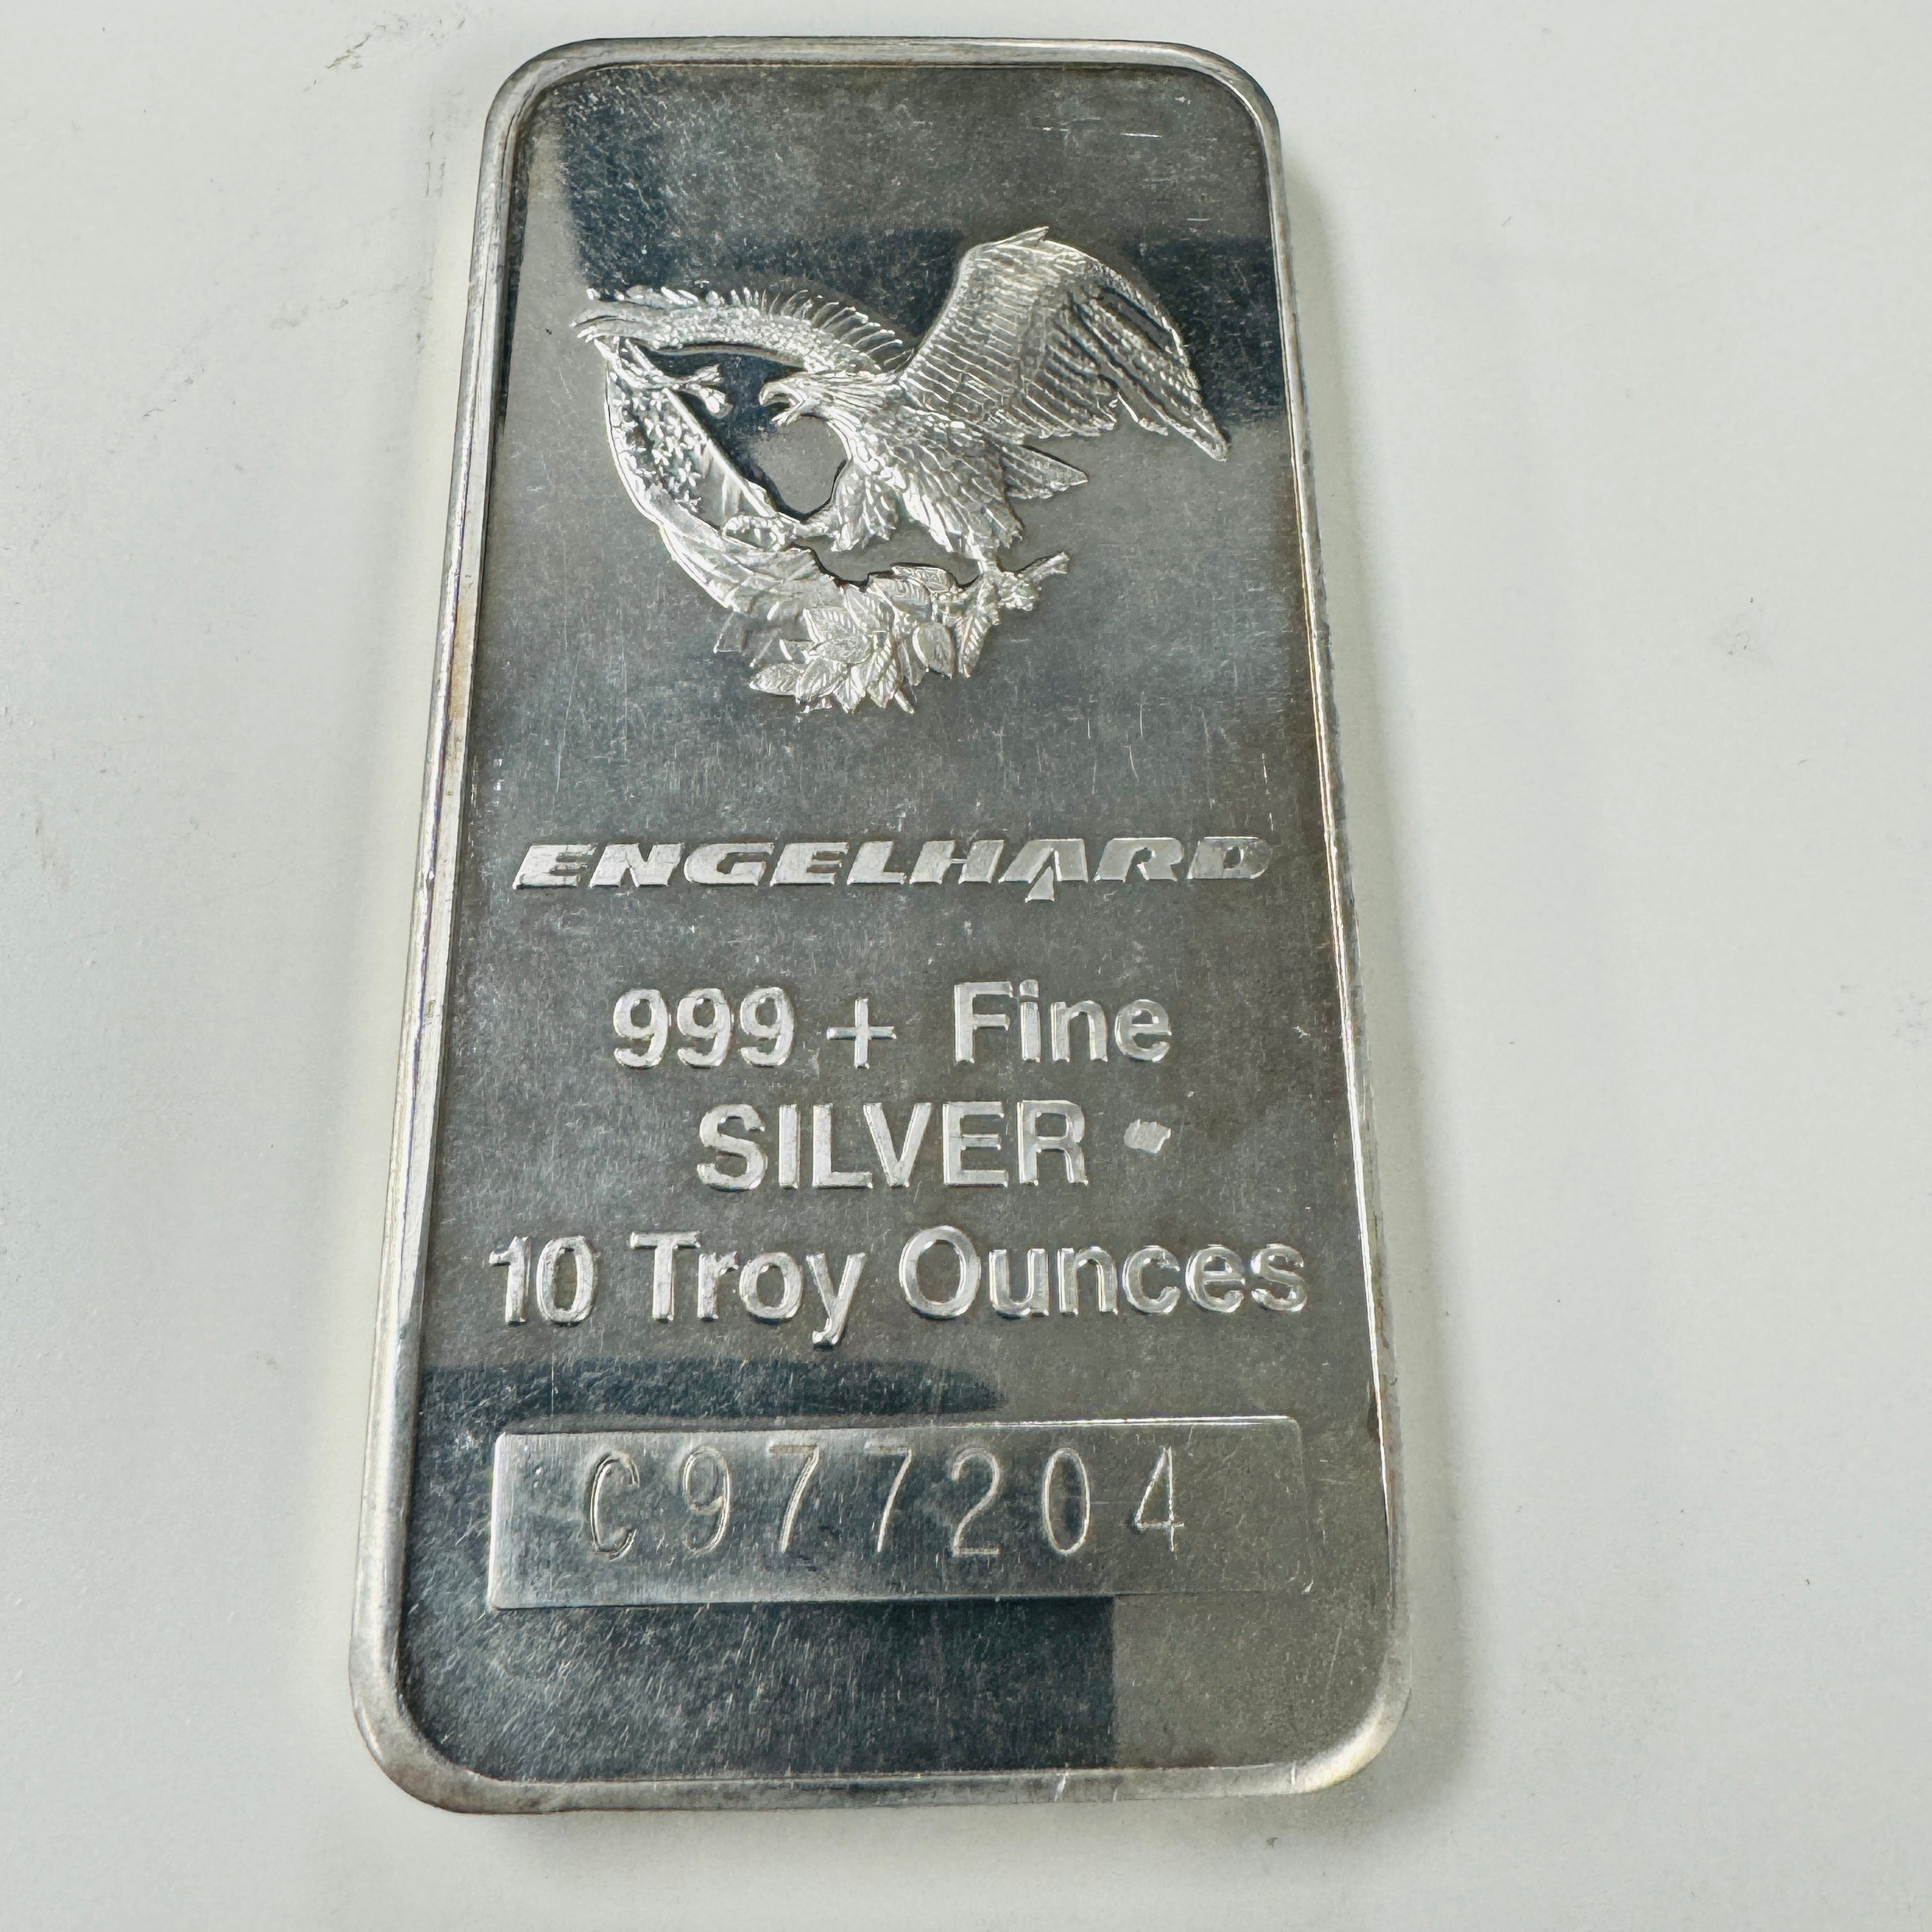 ENGELHARD
999 + Fine
SILVER
10 Troy Ounces
C977204